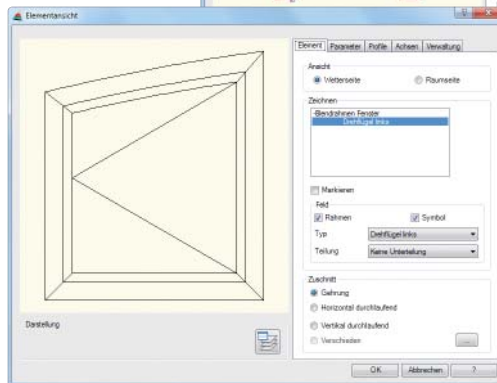 Elementansicht
Element Parameter Profile Achsen Verwaltung
Ansicht
Wetterseite Raumseite
Zeichnen
-Blendrahmen Fenster
Drehflügel links
Markieren
Feld
Rahmen Symbol
Typ Drehflügel links
Teilung Keine Unterteilung
Zuschnitt
Gehrung
Horizontal durchlaufend
Vertikal durchlaufend
Verschieden ...
Darstellung
OK Abbrechen ?